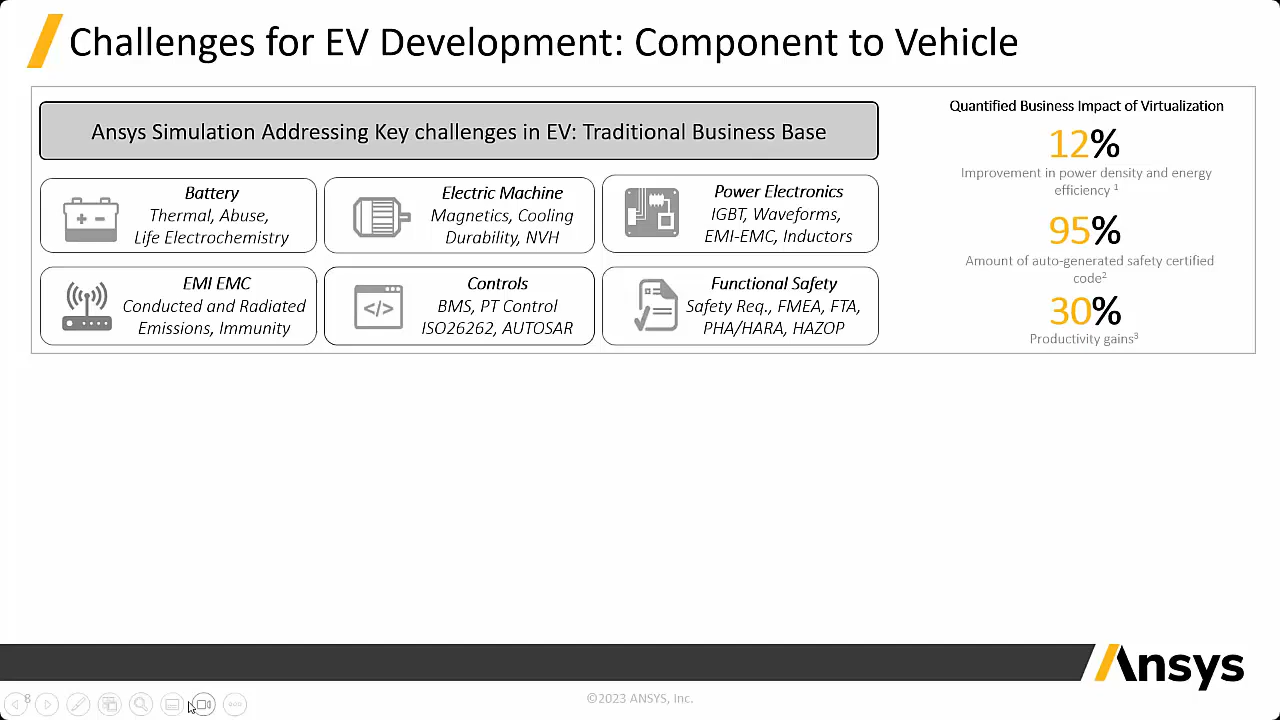 Challenges for EV Development: Component to Vehicle
Ansys Simulation Addressing Key challenges in EV: Traditional Business Base
Battery
Thermal, Abuse,
Life Electrochemistry
Electric Machine
Magnetics, Cooling
Durability, NVH
Power Electronics
IGBT, Waveforms,
EMI-EMC, Inductors
EMI EMC
Conducted and Radiated
Emissions, Immunity
</>
Controls
BMS, PT Control
ISO26262, AUTOSAR
Functional Safety
Safety Req., FMEA, FTA,
PHA/HARA, HAZOP
Quantified Business Impact of Virtualization
12%
Improvement in power density and energy
efficiency ¹
95%
Amount of auto-generated safety certified
code²
30%
Productivity gains³
Ansys
8
©2023 ANSYS, Inc.